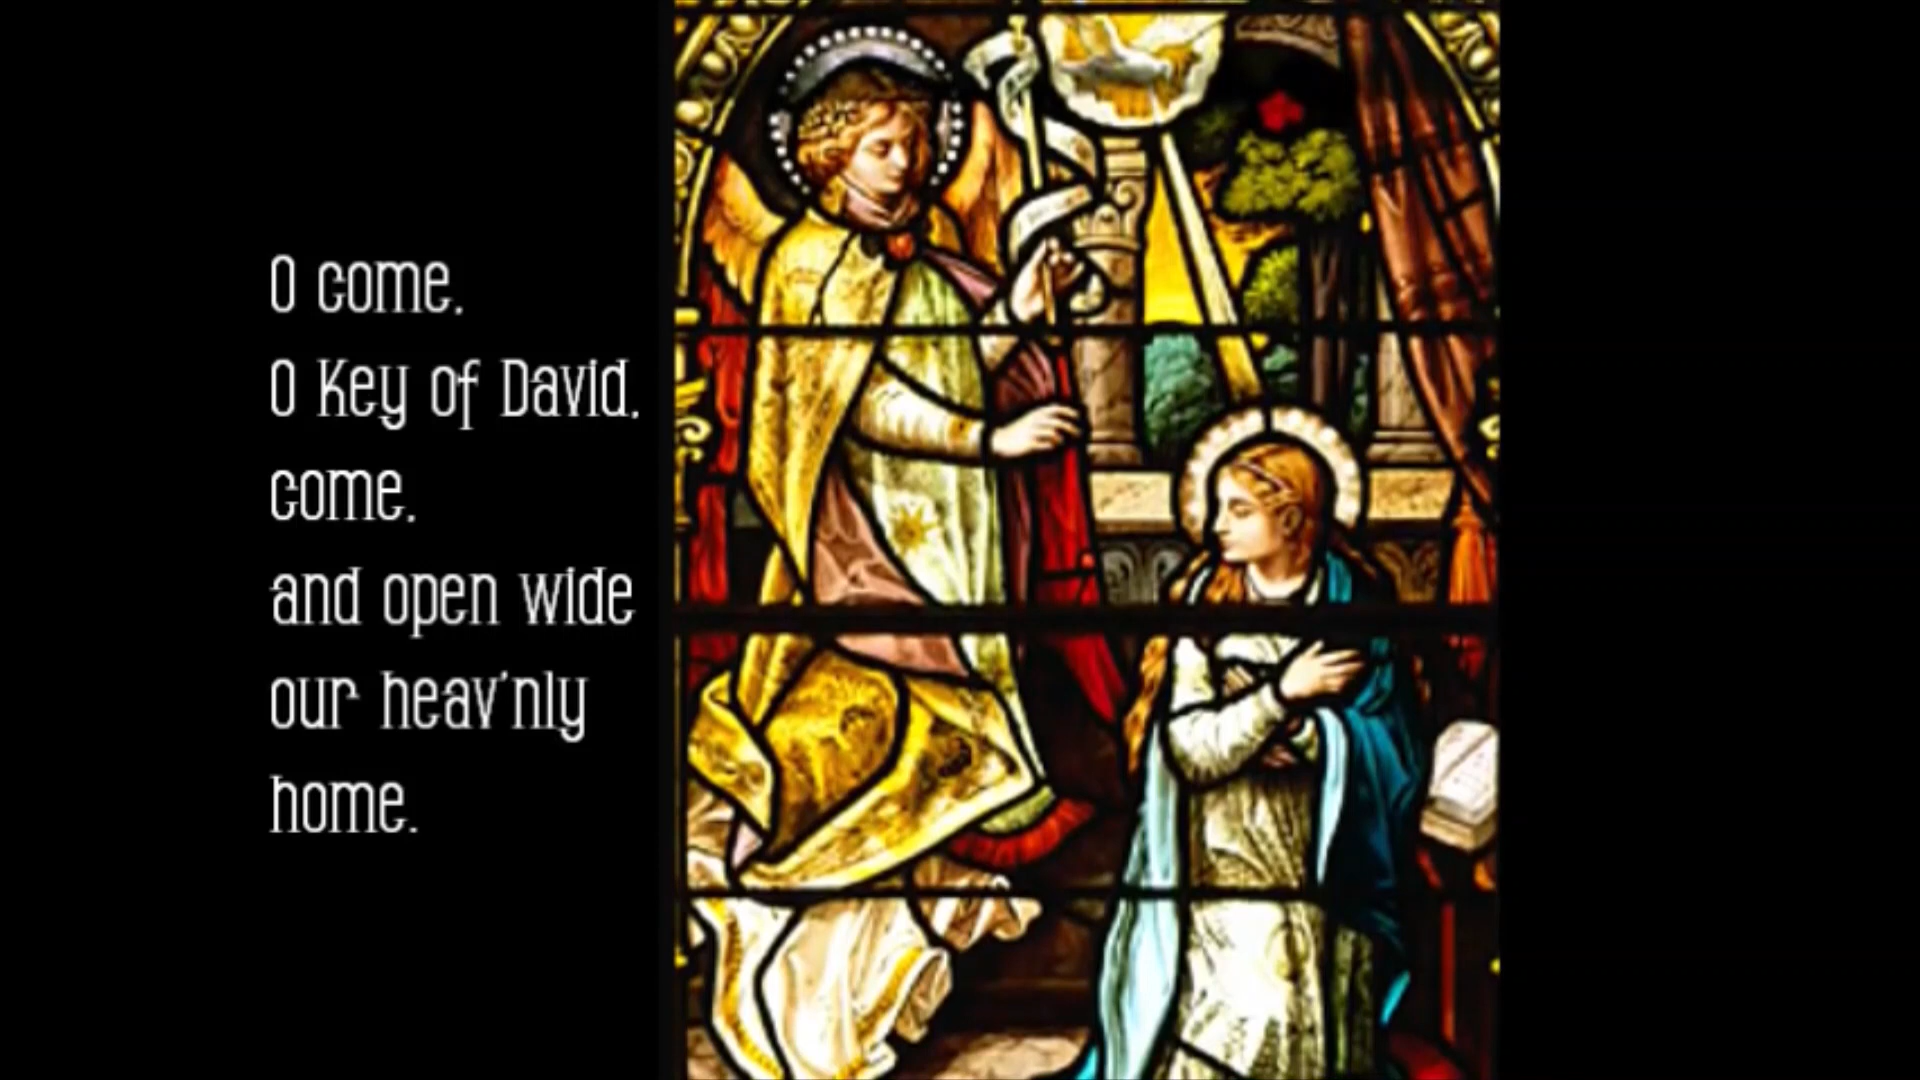 O come,
O Key of David,
come,
and open wide
our heav'nly
home.